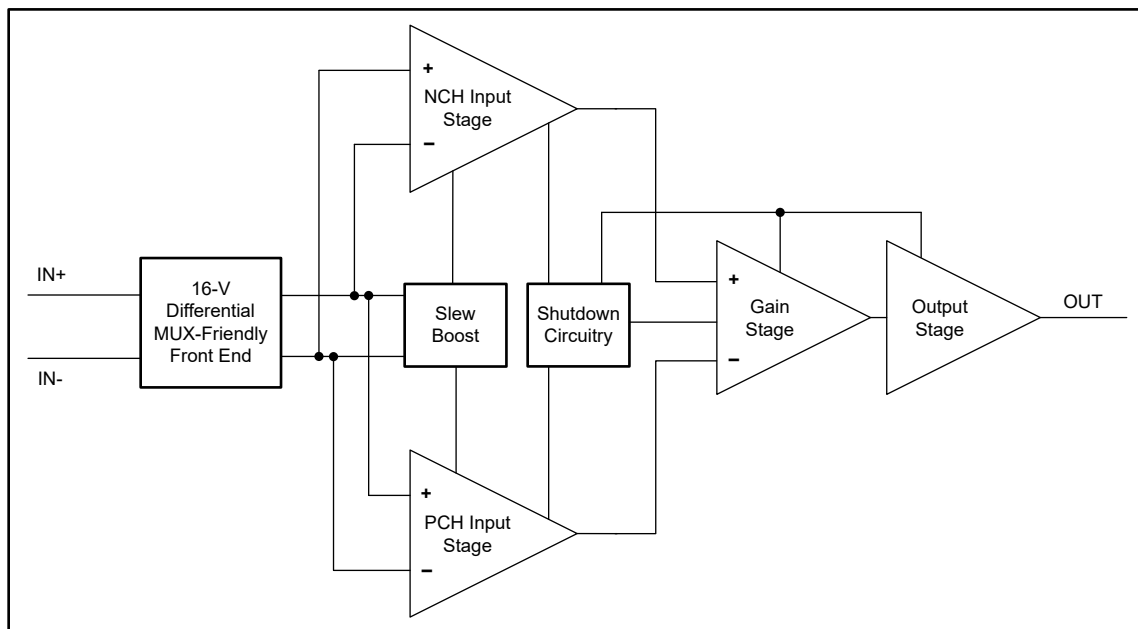 +
NCH Input
Stage
−
IN+
IN-
16-V
Differential
MUX-Friendly
Front End
Slew
Boost
Shutdown
Circuitry
+
Gain
Stage
−
Output
Stage
OUT
+
PCH Input
Stage
−